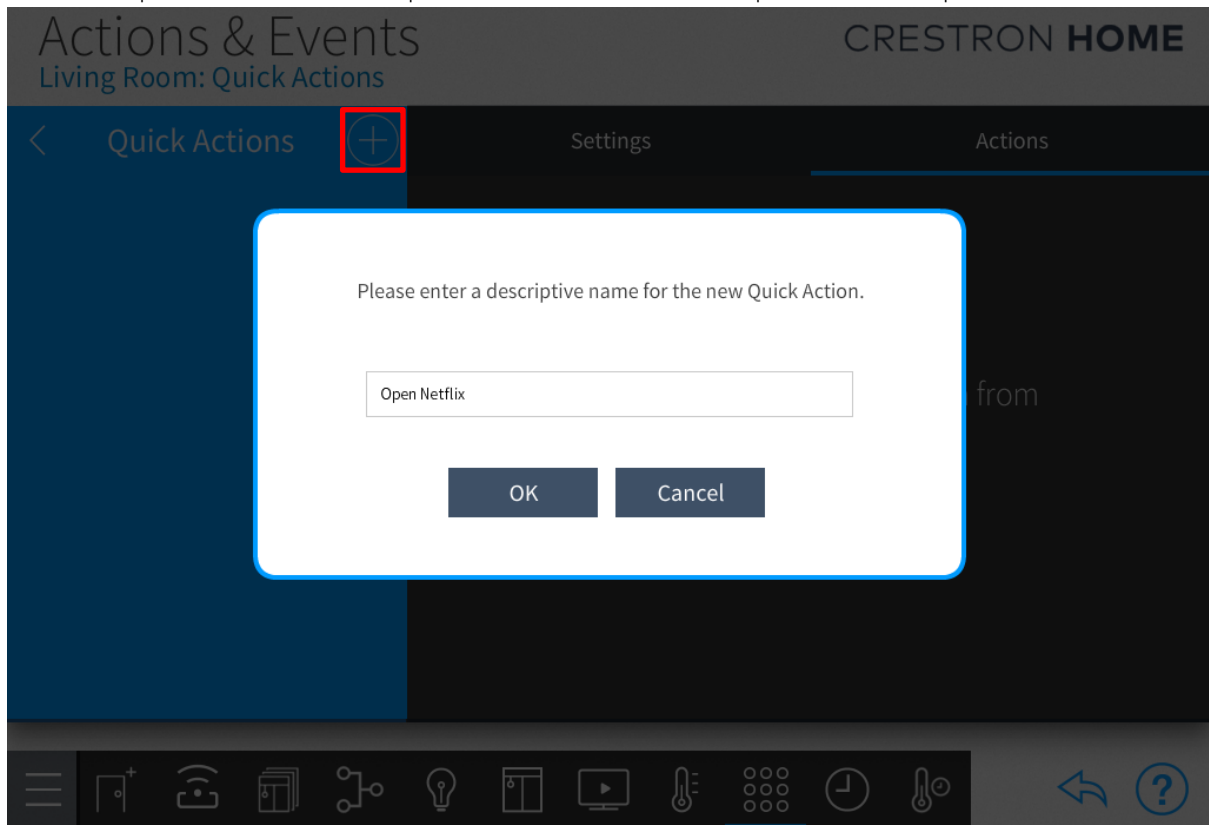 Actions & Events
CRESTRON HOME
Living Room: Quick Actions
Quick Actions
Settings
Actions
Please enter a descriptive name for the new Quick Action.
from
Open Netflix
OK
Cancel
?